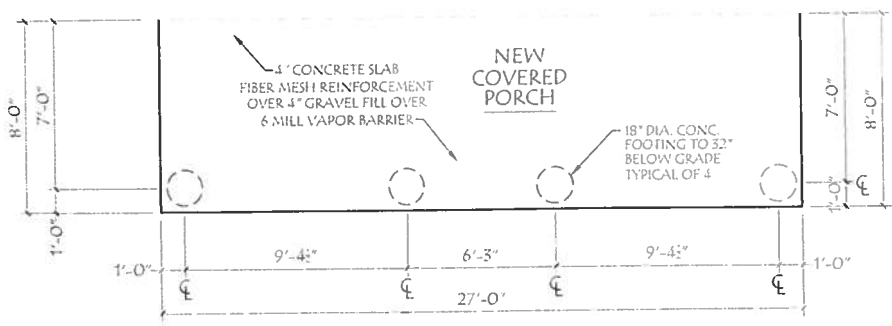 NEW
COVERED
PORCH
4" CONCRETE SLAB
FIBER MESH REINFORCEMENT
OVER 4" GRAVEL FILL OVER
6 MILL VAPOR BARRIER
18" DIA. CONC.
FOOTING TO 32"
BELOW GRADE
TYPICAL OF 4
8'-0"
7'-0"
1'-0"
7'-0"
8'-0"
1'-0"
℄
1'-0" 9'-4½" 6'-3" 9'-4½" 1'-0"
℄ ℄ ℄ ℄
27'-0"